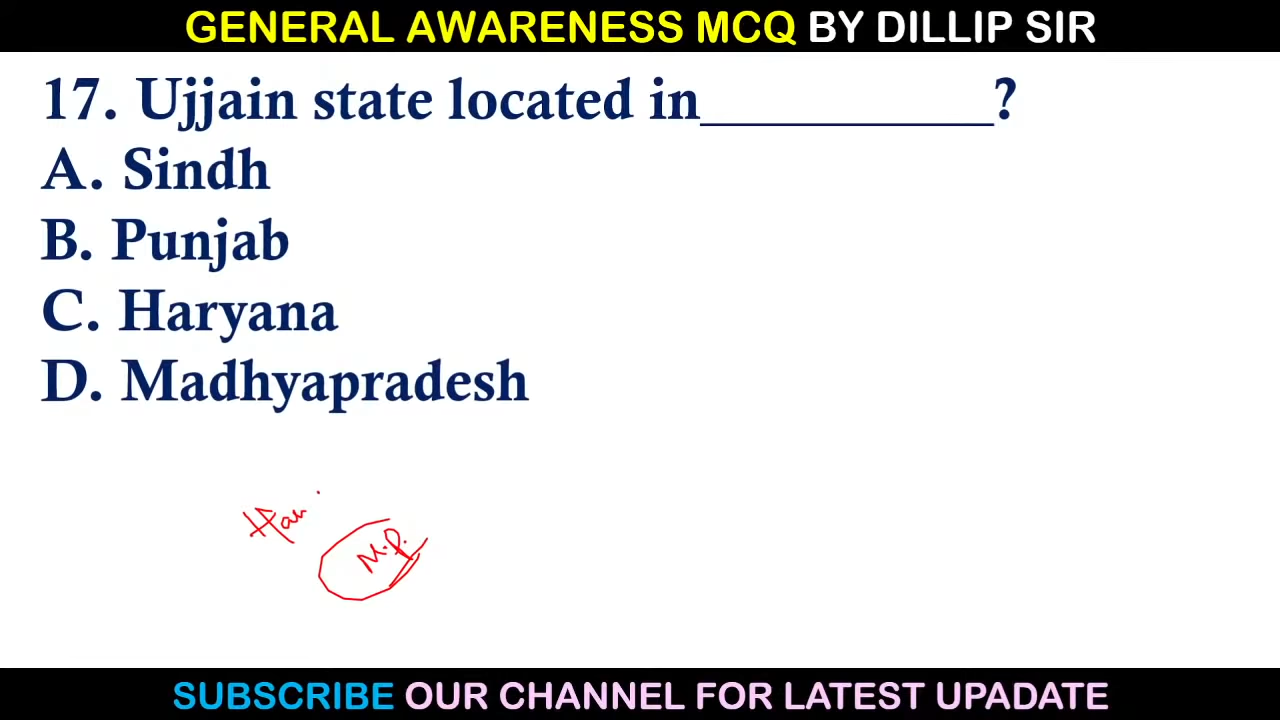 GENERAL AWARENESS MCQ BY DILLIP SIR
17. Ujjain state located in__________?
A. Sindh
B. Punjab
C. Haryana
D. Madhyapradesh
M.P.
SUBSCRIBE OUR CHANNEL FOR LATEST UPADATE